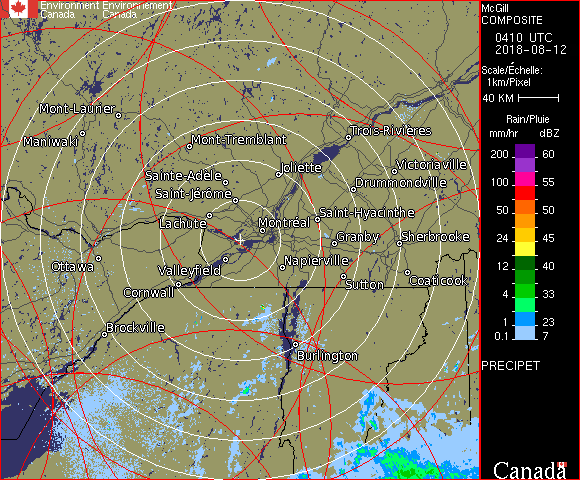 Environment Environnement
Canada Canada
McGill
COMPOSITE
0410 UTC
2018-08-12
Scale/Échelle:
1km/Pixel
40 KM
Rain/Pluie
mm/hr dBZ
200 60
100 55
50 50
24 45
12 40
4 33
1 23
0.1 7
PRECIPET
Canada
Mont-Laurier
Maniwaki
Mont-Tremblant
Trois-Rivières
Sainte-Adèle
Joliette
Victoriaville
Saint-Jérôme
Drummondville
Lachute
Montréal
Saint-Hyacinthe
Granby
Sherbrooke
Ottawa
Valleyfield
Napierville
Cornwall
Sutton
Coaticook
Brockville
Burlington